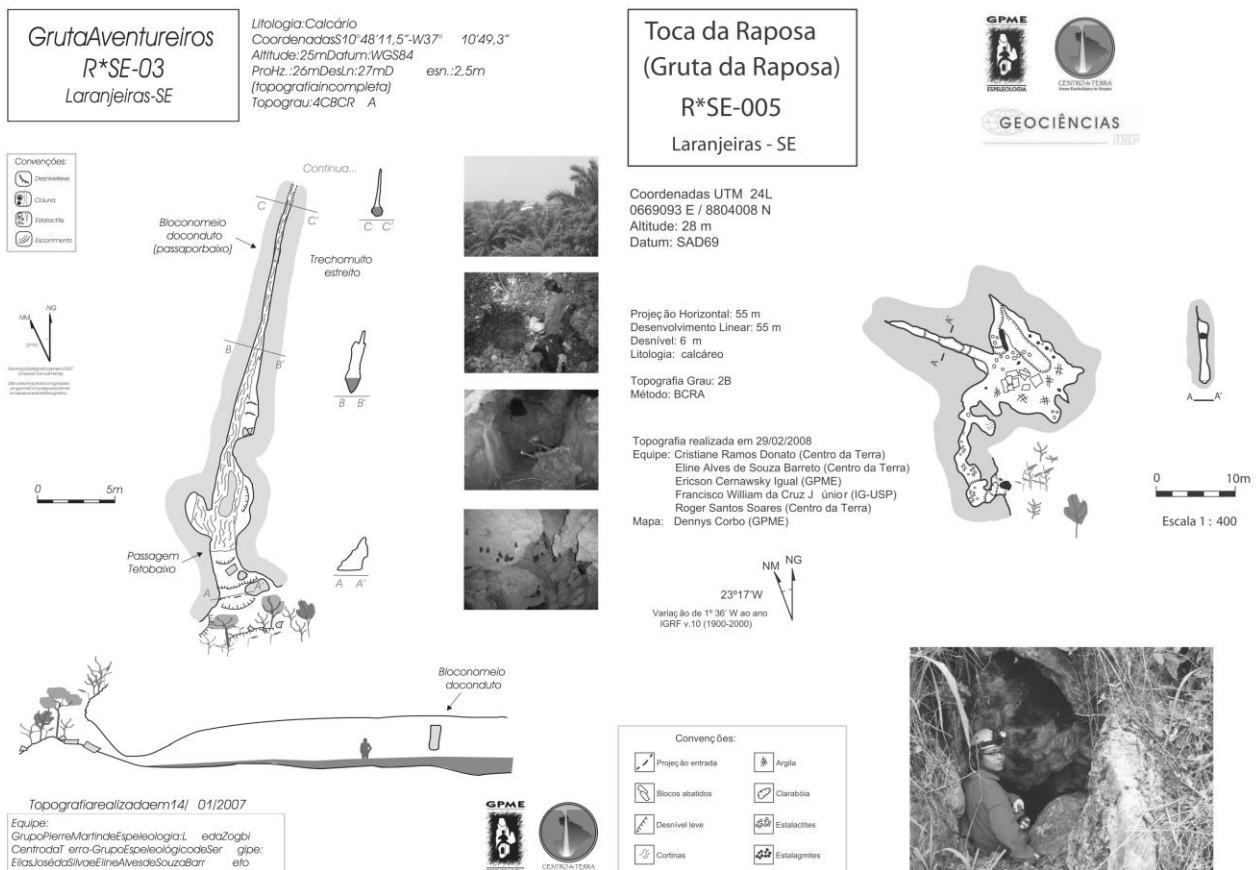 GrutaAventureiros
R*SE-03
Laranjeiras-SE
Litologia:Calcário
CoordenadasS10°48'11,5"-W37° 10'49,3"
Altitude:25mDatum:WGS84
ProHz.:26mDesLn:27mD esn.:2,5m
(topografiaincompleta)
Topograu:4CBCR A
Convenções:
Desnívelleve
Coluna
Estalactite
Escorrimento
Continua...
C C'
C C'
Bloconomeio
doconduto
(passaporbaixo)
Trechomuito
estreito
NM NG
B B'
B B'
0 5m
Passagem
Tetobaixo
A A'
A A'
Bloconomeio
doconduto
Topografiarealizadaem14/ 01/2007
Equipe:
GrupoPierreMartindeEspeleologia:L edaZogbi
CentrodaT erra-GrupoEspeleológicodeSer gipe:
EliasJosédaSilvaeElineAlvesdeSouzaBarr eto
GPME
CENTRO da TERRA
Toca da Raposa
(Gruta da Raposa)
R*SE-005
Laranjeiras - SE
GPME
ESPELEOLOGIA
CENTRO da TERRA
GEOCIÊNCIAS
USP
Coordenadas UTM 24L
0669093 E / 8804008 N
Altitude: 28 m
Datum: SAD69
Projeção Horizontal: 55 m
Desenvolvimento Linear: 55 m
Desnível: 6 m
Litologia: calcáreo
Topografia Grau: 2B
Método: BCRA
Topografia realizada em 29/02/2008
Equipe: Cristiane Ramos Donato (Centro da Terra)
Eline Alves de Souza Barreto (Centro da Terra)
Ericson Cernawsky Igual (GPME)
Francisco William da Cruz J únior (IG-USP)
Roger Santos Soares (Centro da Terra)
Mapa: Dennys Corbo (GPME)
A A'
A A'
0 10m
Escala 1 : 400
NM NG
23º17'W
Variação de 1º 36' W ao ano
IGRF v.10 (1900-2000)
Convenções:
Projeção entrada
Argila
Blocos abatidos
Clarabóia
Desnível leve
Estalactites
Cortinas
Estalagmites